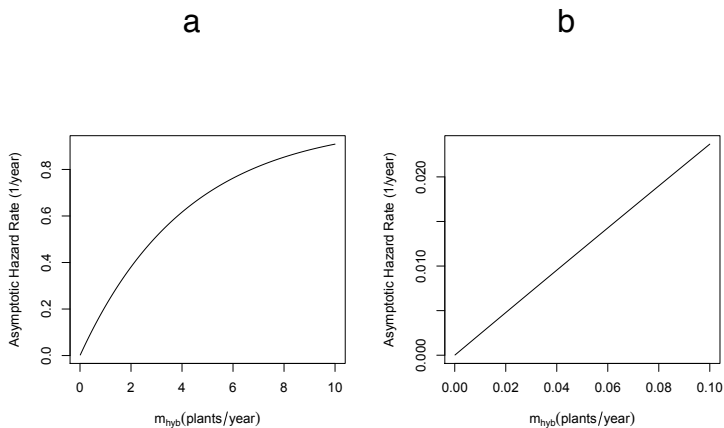 a
b
Asymptotic Hazard Rate (1/year)
0.8
0.6
0.4
0.2
0.0
0 2 4 6 8 10
m_hyb(plants/year)
Asymptotic Hazard Rate (1/year)
0.020
0.010
0.000
0.00 0.02 0.04 0.06 0.08 0.10
m_hyb(plants/year)